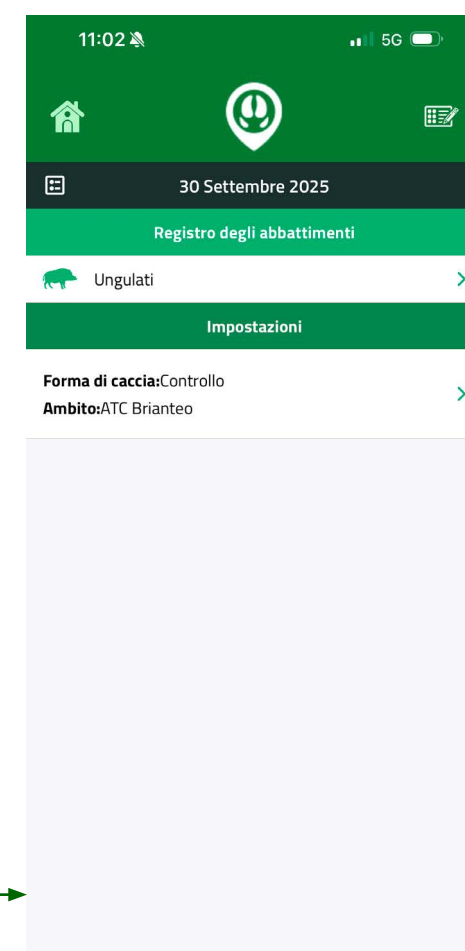 11:02
5G
30 Settembre 2025
Registro degli abbattimenti
Ungulati
Impostazioni
Forma di caccia:Controllo
Ambito:ATC Brianteo